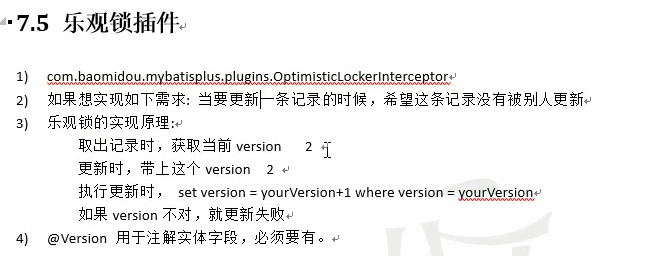 7.5 乐观锁插件
1) com.baomidou.mybatisplus.plugins.OptimisticLockerInterceptor
2) 如果想实现如下需求: 当要更新一条记录的时候，希望这条记录没有被别人更新
3) 乐观锁的实现原理:
取出记录时，获取当前 version 2
更新时，带上这个 version 2
执行更新时， set version = yourVersion+1 where version = yourVersion
如果 version 不对，就更新失败
4) @Version 用于注解实体字段，必须要有。